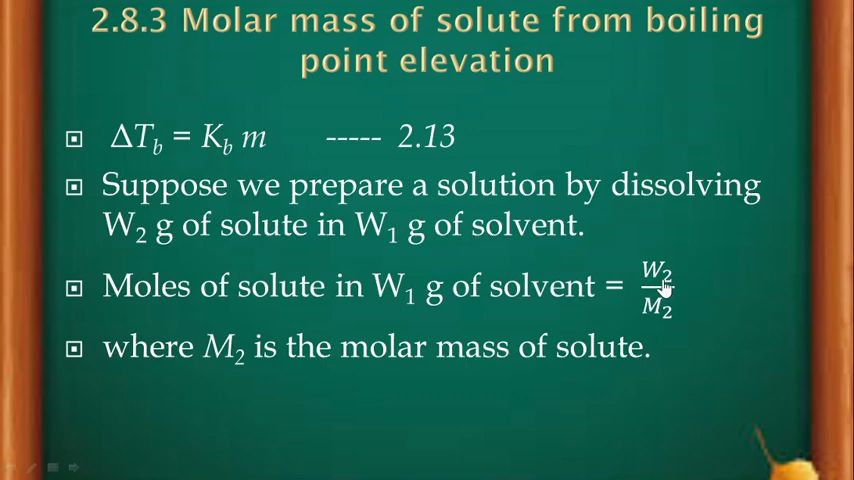 2.8.3 Molar mass of solute from boiling
point elevation
ΔT_b = K_b m ----- 2.13
Suppose we prepare a solution by dissolving
W₂ g of solute in W₁ g of solvent.
Moles of solute in W₁ g of solvent = W₂/M₂
where M₂ is the molar mass of solute.